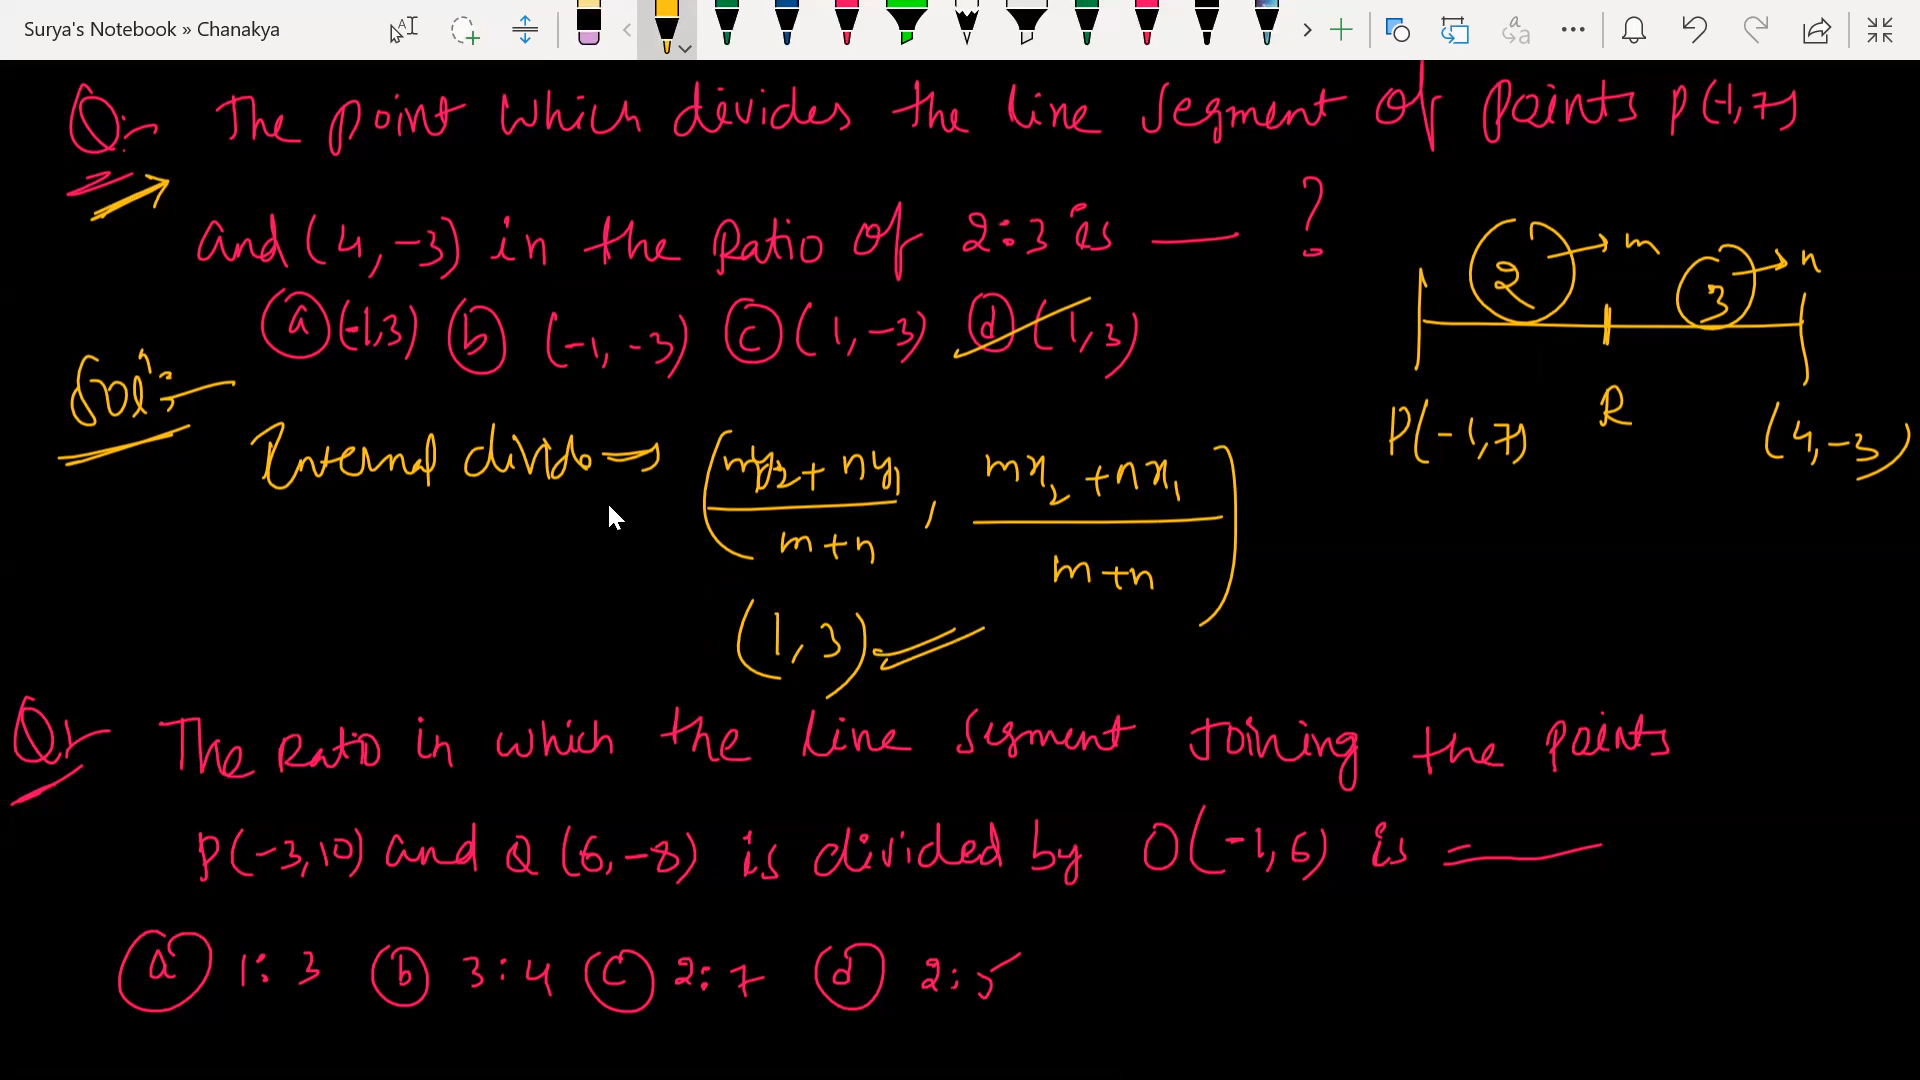 Surya's Notebook » Chanakya
Q:- The point which divides the line segment of points P(-1,7)
and (4,-3) in the Ratio of 2:3 is — ?
(a) (-1,3) (b) (-1,-3) (c) (1,-3) (d) (1,3)
2 → m 3 → n
P(-1,7) R (4,-3)
Solⁿ:-
Internal divide ⇒ (my₂ + ny₁ / m+n , mx₂ + nx₁ / m+n)
(1,3)
Q:- The Ratio in which the line segment Joining the points
P(-3,10) and Q (6,-8) is divided by O(-1,6) is =——
(a) 1:3 (b) 3:4 (c) 2:7 (d) 2:5